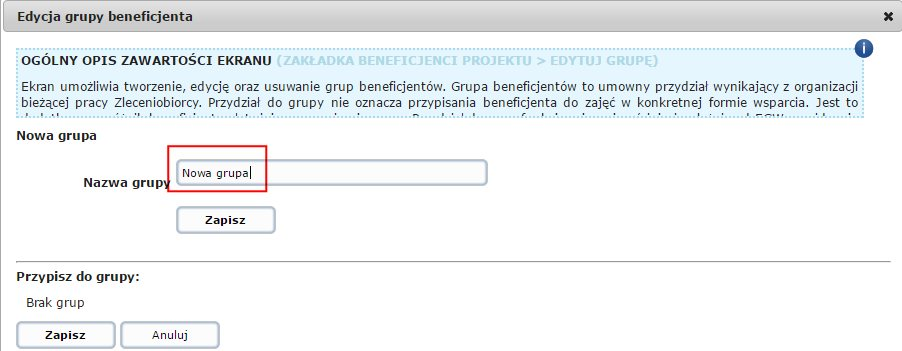 Edycja grupy beneficjenta
OGÓLNY OPIS ZAWARTOŚCI EKRANU (ZAKŁADKA BENEFICJENCI PROJEKTU > EDYTUJ GRUPĘ)
Ekran umożliwia tworzenie, edycję oraz usuwanie grup beneficjentów. Grupa beneficjentów to umowny przydział wynikający z organizacji
bieżącej pracy Zleceniobiorcy. Przydział do grupy nie oznacza przypisania beneficjenta do zajęć w konkretnej formie wsparcia. Jest to
Nowa grupa
Nazwa grupy Nowa grupa
Zapisz
Przypisz do grupy:
Brak grup
Zapisz Anuluj